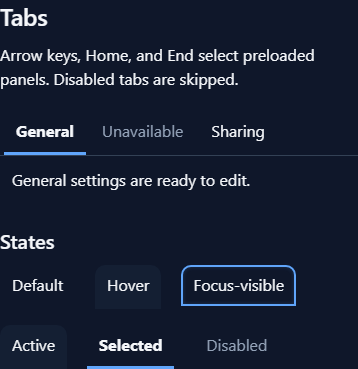 Tabs
Arrow keys, Home, and End select preloaded
panels. Disabled tabs are skipped.
General Unavailable Sharing
General settings are ready to edit.
States
Default Hover Focus-visible
Active Selected Disabled